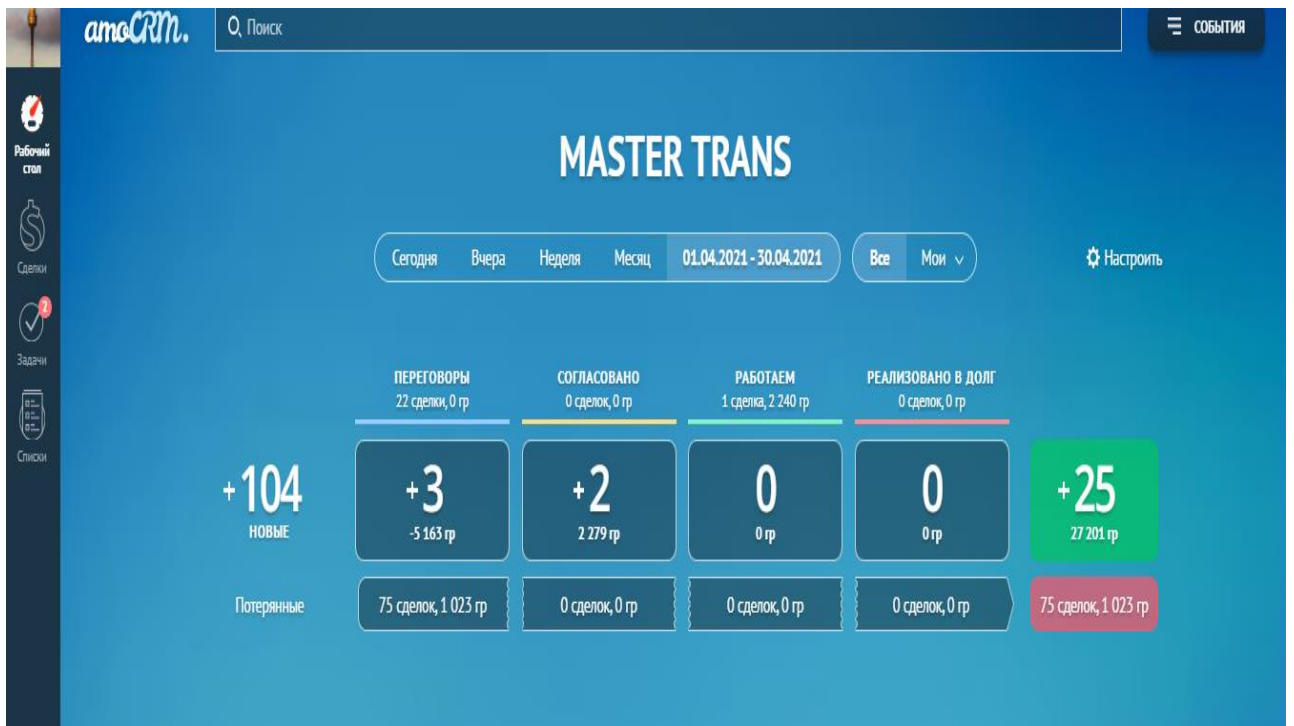 amoCRM.
Поиск
СОБЫТИЯ
Рабочий
стол
Сделки
2
Задачи
Списки
MASTER TRANS
Сегодня Вчера Неделя Месяц 01.04.2021 - 30.04.2021 Все Мои
Настроить
ПЕРЕГОВОРЫ
22 сделки, 0 гр
СОГЛАСОВАНО
0 сделок, 0 гр
РАБОТАЕМ
1 сделка, 2 240 гр
РЕАЛИЗОВАНО В ДОЛГ
0 сделок, 0 гр
+104
НОВЫЕ
+3
-5 163 гр
+2
2 279 гр
0
0 гр
0
0 гр
+25
27 201 гр
Потерянные
75 сделок, 1 023 гр
0 сделок, 0 гр
0 сделок, 0 гр
0 сделок, 0 гр
75 сделок, 1 023 гр